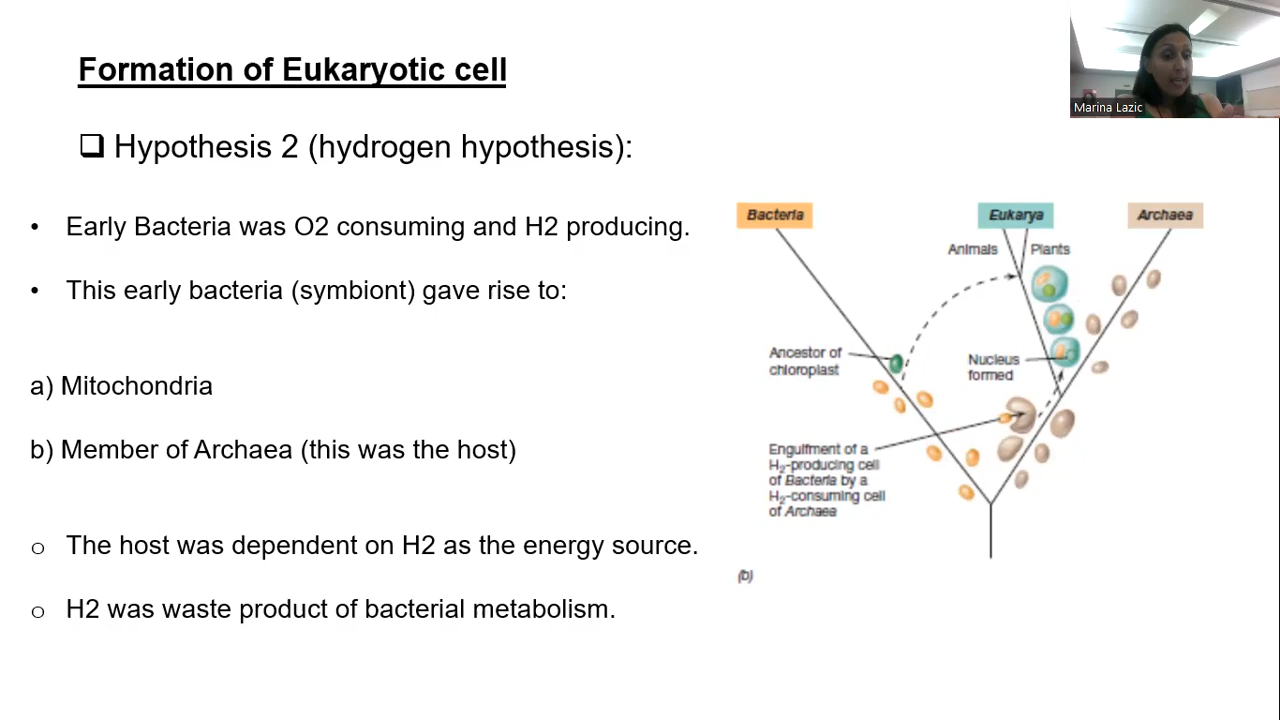 Formation of Eukaryotic cell
Marina Lazic
❑ Hypothesis 2 (hydrogen hypothesis):
• Early Bacteria was O2 consuming and H2 producing.
• This early bacteria (symbiont) gave rise to:
a) Mitochondria
b) Member of Archaea (this was the host)
o The host was dependent on H2 as the energy source.
o H2 was waste product of bacterial metabolism.
Bacteria
Eukarya
Archaea
Animals
Plants
Ancestor of
chloroplast
Nucleus
formed
Engulfment of a
H₂-producing cell
of Bacteria by a
H₂-consuming cell
of Archaea
(b)